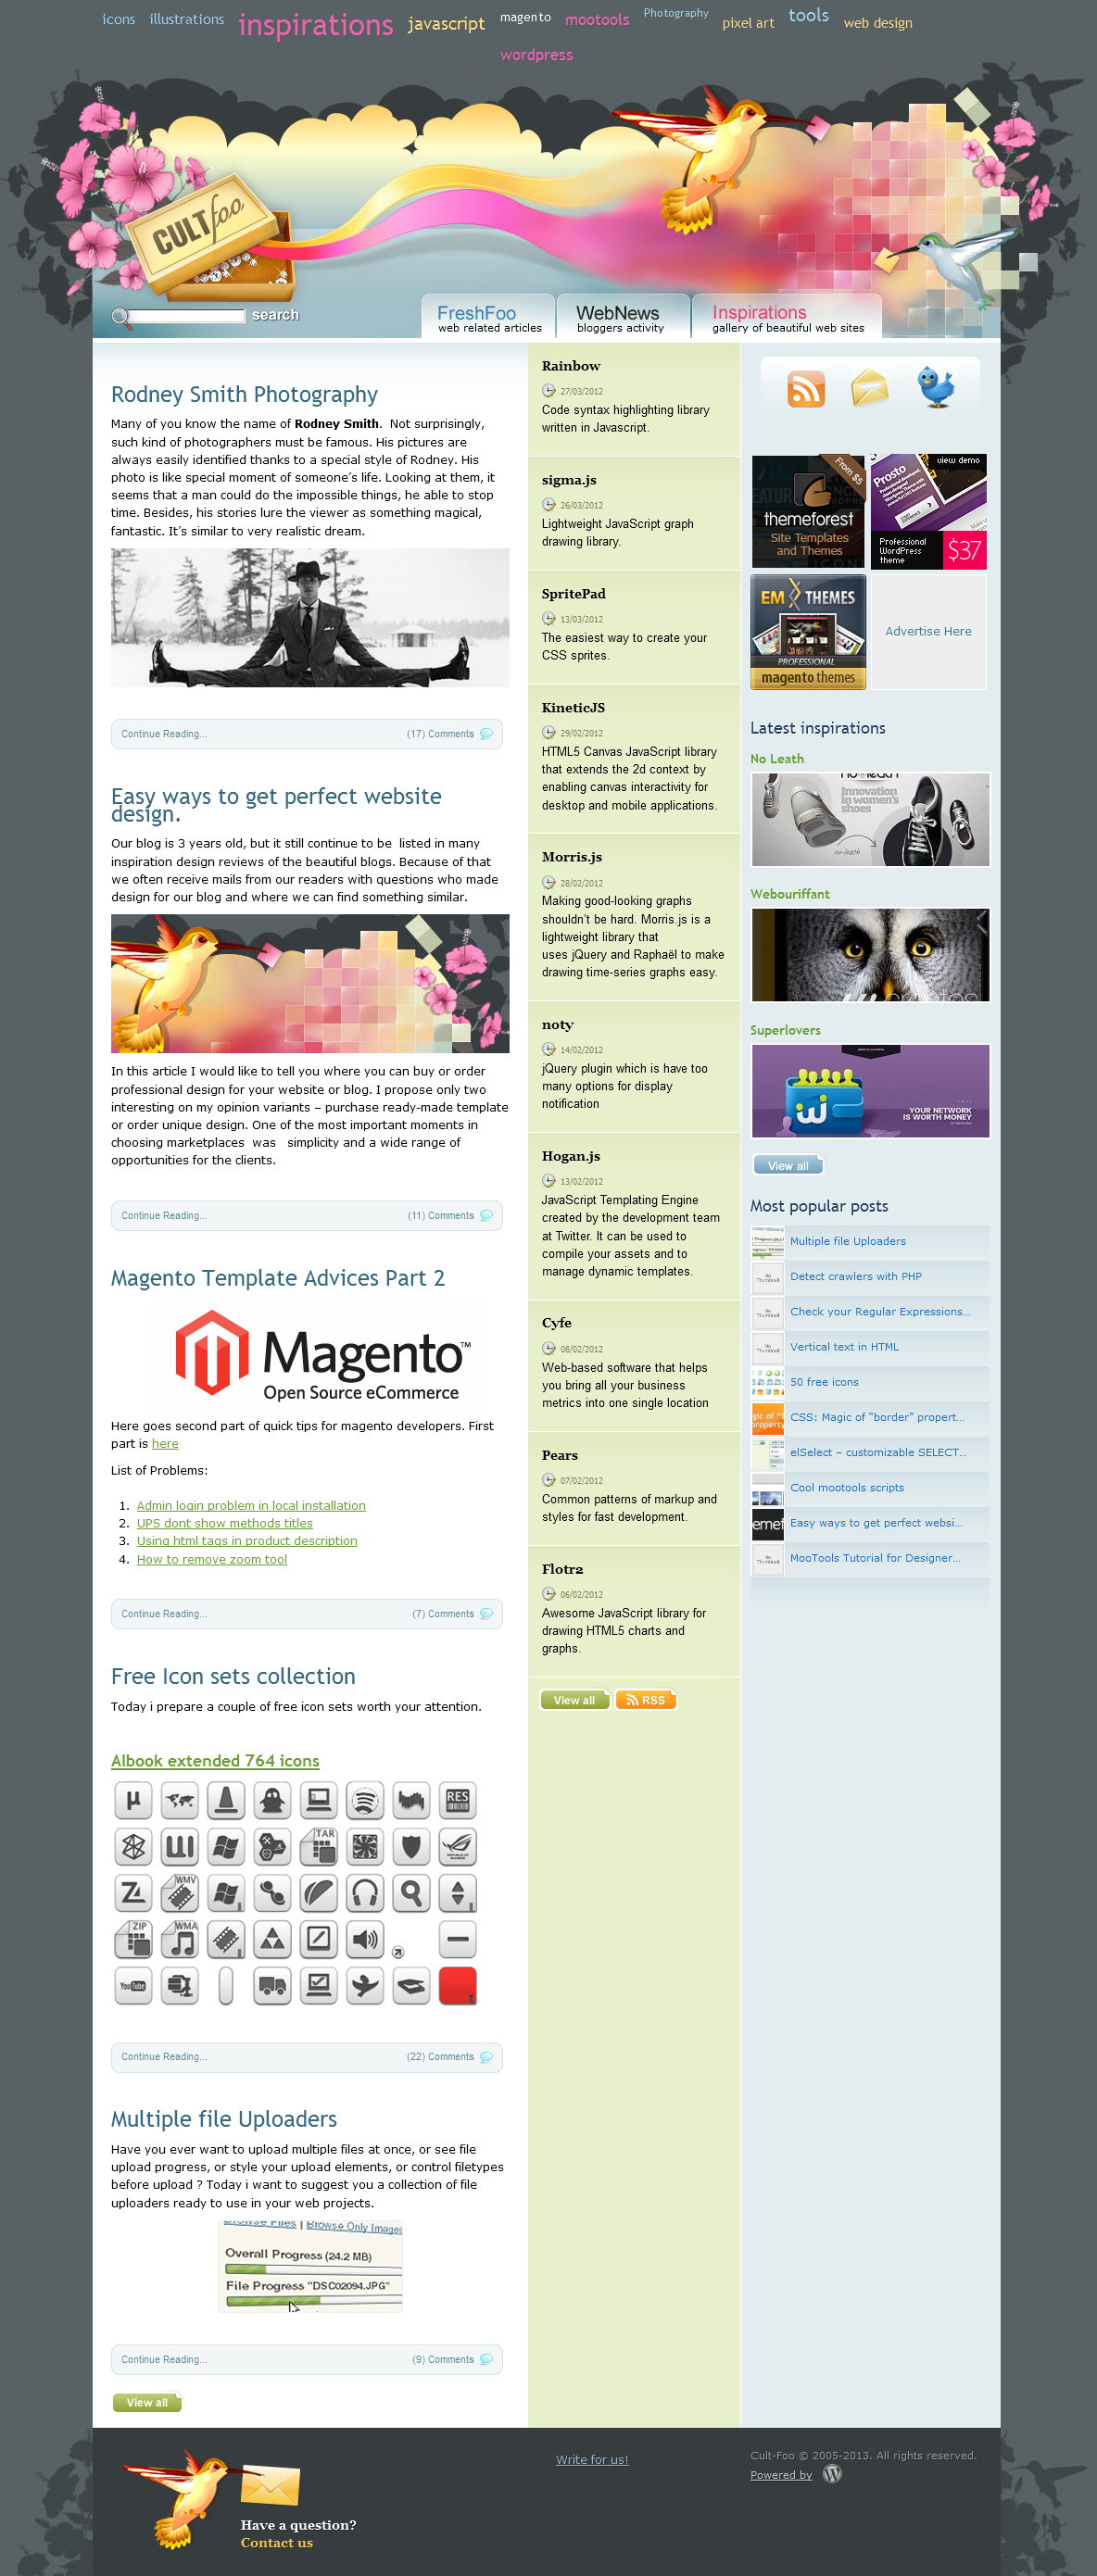 icons illustrations inspirations javascript magento mootools Photography pixel art tools web design
wordpress
CULTfoo
search
FreshFoo
web related articles
WebNews
bloggers activity
Inspirations
gallery of beautiful web sites
Rodney Smith Photography
Many of you know the name of Rodney Smith. Not surprisingly,
such kind of photographers must be famous. His pictures are
always easily identified thanks to a special style of Rodney. His
photo is like special moment of someone's life. Looking at them, it
seems that a man could do the impossible things, he able to stop
time. Besides, his stories lure the viewer as something magical,
fantastic. It's similar to very realistic dream.
Continue Reading...
(17) Comments
Easy ways to get perfect website
design.
Our blog is 3 years old, but it still continue to be listed in many
inspiration design reviews of the beautiful blogs. Because of that
we often receive mails from our readers with questions who made
design for our blog and where we can find something similar.
In this article I would like to tell you where you can buy or order
professional design for your website or blog. I propose only two
interesting on my opinion variants – purchase ready-made template
or order unique design. One of the most important moments in
choosing marketplaces was simplicity and a wide range of
opportunities for the clients.
Continue Reading...
(11) Comments
Magento Template Advices Part 2
Magento™
Open Source eCommerce
Here goes second part of quick tips for magento developers. First
part is here
List of Problems:
1. Admin login problem in local installation
2. UPS dont show methods titles
3. Using html tags in product description
4. How to remove zoom tool
Continue Reading...
(7) Comments
Free Icon sets collection
Today i prepare a couple of free icon sets worth your attention.
Albook extended 764 icons
µ
RES
TAR
WMV
ZIP
WMA
YouTube
Continue Reading...
(22) Comments
Multiple file Uploaders
Have you ever want to upload multiple files at once, or see file
upload progress, or style your upload elements, or control filetypes
before upload ? Today i want to suggest you a collection of file
uploaders ready to use in your web projects.
Browse Files | Browse Only Images
Overall Progress (24.2 MB)
File Progress "DSC02094.JPG"
Continue Reading...
(9) Comments
View all
Rainbow
27/03/2012
Code syntax highlighting library
written in Javascript.
sigma.js
26/03/2012
Lightweight JavaScript graph
drawing library.
SpritePad
13/03/2012
The easiest way to create your
CSS sprites.
KineticJS
29/02/2012
HTML5 Canvas JavaScript library
that extends the 2d context by
enabling canvas interactivity for
desktop and mobile applications.
Morris.js
28/02/2012
Making good-looking graphs
shouldn't be hard. Morris.js is a
lightweight library that
uses jQuery and Raphaël to make
drawing time-series graphs easy.
noty
14/02/2012
jQuery plugin which is have too
many options for display
notification
Hogan.js
13/02/2012
JavaScript Templating Engine
created by the development team
at Twitter. It can be used to
compile your assets and to
manage dynamic templates.
Cyfe
08/02/2012
Web-based software that helps
you bring all your business
metrics into one single location
Pears
07/02/2012
Common patterns of markup and
styles for fast development.
Flotr2
06/02/2012
Awesome JavaScript library for
drawing HTML5 charts and
graphs.
View all
RSS
From $5
themeforest
Site Templates
and Themes
view demo
Prosto
Professional
WordPress
theme
$37
EM THEMES
PROFESSIONAL
magento themes
Advertise Here
Latest inspirations
No Leath
Innovation
in women's
shoes
no-leath
Webouriffant
Superlovers
YOUR NETWORK
IS WORTH MONEY
View all
Most popular posts
Multiple file Uploaders
Detect crawlers with PHP
Check your Regular Expressions...
Vertical text in HTML
50 free icons
CSS: Magic of "border" propert...
elSelect – customizable SELECT...
Cool mootools scripts
Easy ways to get perfect websi...
MooTools Tutorial for Designer...
Have a question?
Contact us
Write for us!
Cult-Foo © 2005-2013. All rights reserved.
Powered by